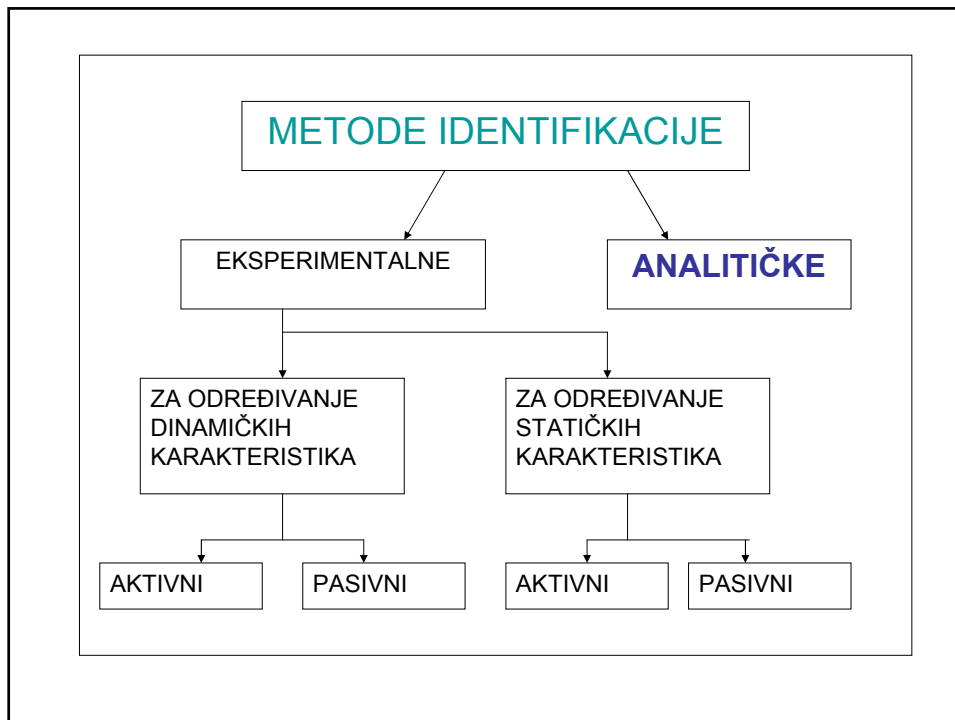 METODE IDENTIFIKACIJE
EKSPERIMENTALNE
ANALITIČKE
ZA ODREĐIVANJE
DINAMIČKIH
KARAKTERISTIKA
ZA ODREĐIVANJE
STATIČKIH
KARAKTERISTIKA
AKTIVNI
PASIVNI
AKTIVNI
PASIVNI